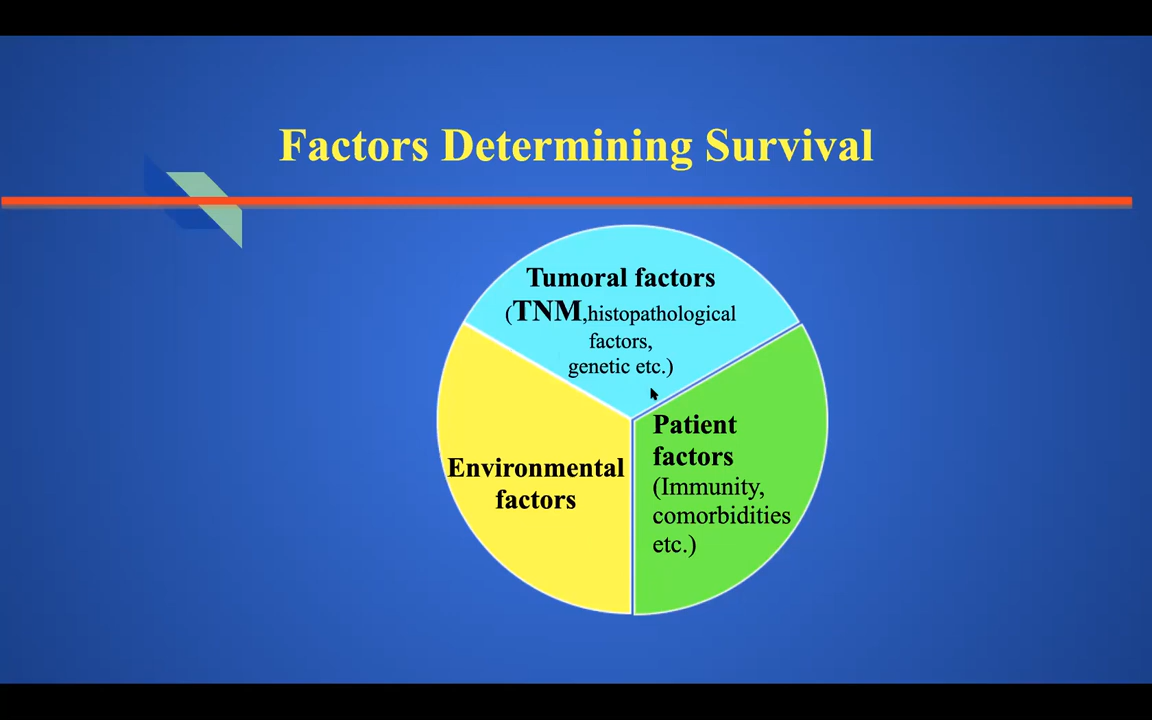 Factors Determining Survival
Tumoral factors
(TNM,histopathological
factors,
genetic etc.)
Patient
factors
(Immunity,
comorbidities
etc.)
Environmental
factors